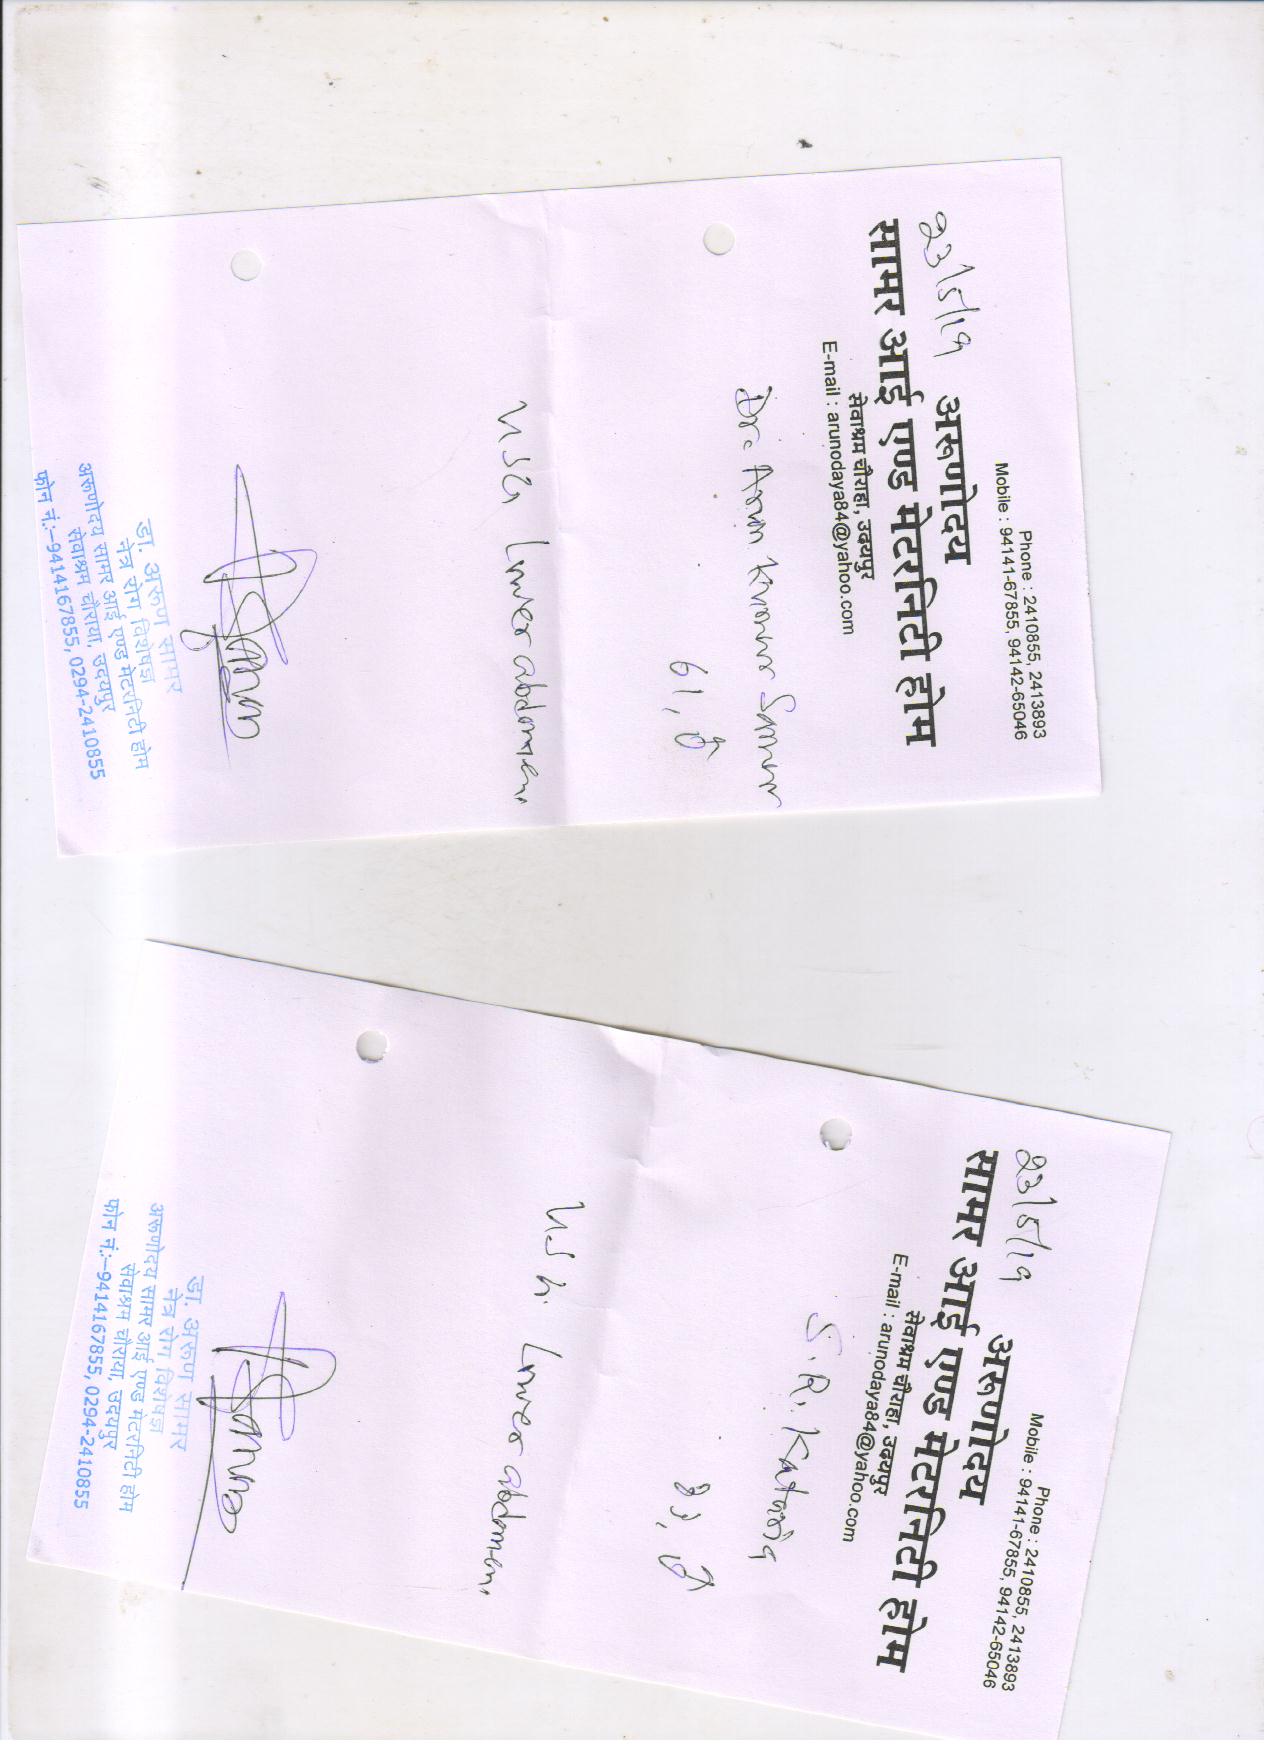 Phone : 2410855, 2413893
Mobile : 94141-67855, 94142-65046
23/5/19 अरूणोदय
सामर आई एण्ड मेटरनिटी होम
सेवाश्रम चौराहा, उदयपुर
E-mail : arunodaya84@yahoo.com
Dr. Arun Kumar Samar
61, ♂
USG Lower abdomen.
डा. अरूण सामर
नेत्र रोग विशेषज्ञ
अरूणोदय सामर आई एण्ड मेटरनिटी होम
सेवाश्रम चौराया, उदयपुर
फोन नं:-9414167855, 0294-2410855
Phone : 2410855, 2413893
Mobile : 94141-67855, 94142-65046
23/5/19 अरूणोदय
सामर आई एण्ड मेटरनिटी होम
सेवाश्रम चौराहा, उदयपुर
E-mail : arunodaya84@yahoo.com
S.R. Kataria
♂
USG. Lower abdomen.
डा. अरूण सामर
नेत्र रोग विशेषज्ञ
अरूणोदय सामर आई एण्ड मेटरनिटी होम
सेवाश्रम चौराया, उदयपुर
फोन नं:-9414167855, 0294-2410855